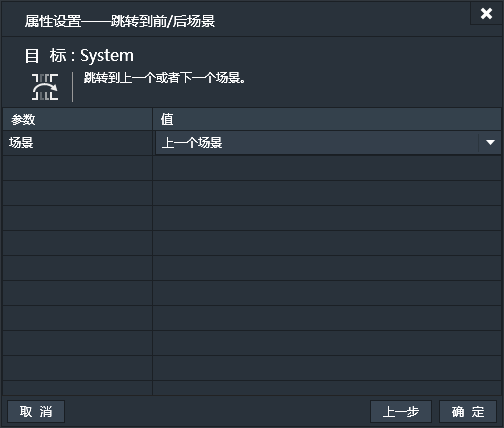 属性设置——跳转到前/后场景
目 标 : System
跳转到上一个或者下一个场景。
参数 值
场景 上一个场景
取 消 上一步 确 定